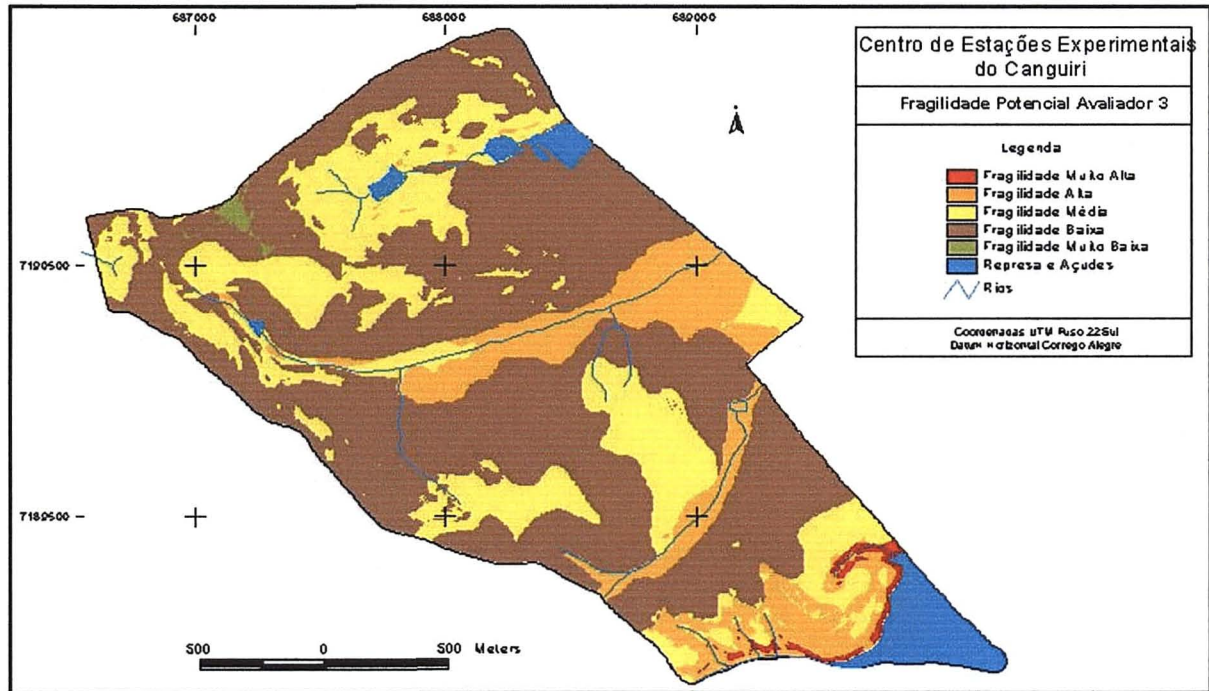 687000
688000
689000
Centro de Estações Experimentais
do Canguiri
Fragilidade Potencial Avaliador 3
Legenda
Fragilidade Muito Alta
Fragilidade Alta
Fragilidade Média
Fragilidade Baixa
Fragilidade Muito Baixa
Represa e Açudes
Rios
Coordenadas UTM Fuso 22 Sul
Datum Horizontal Corrego Alegre
7190500
7189500
500
0
500
Meters